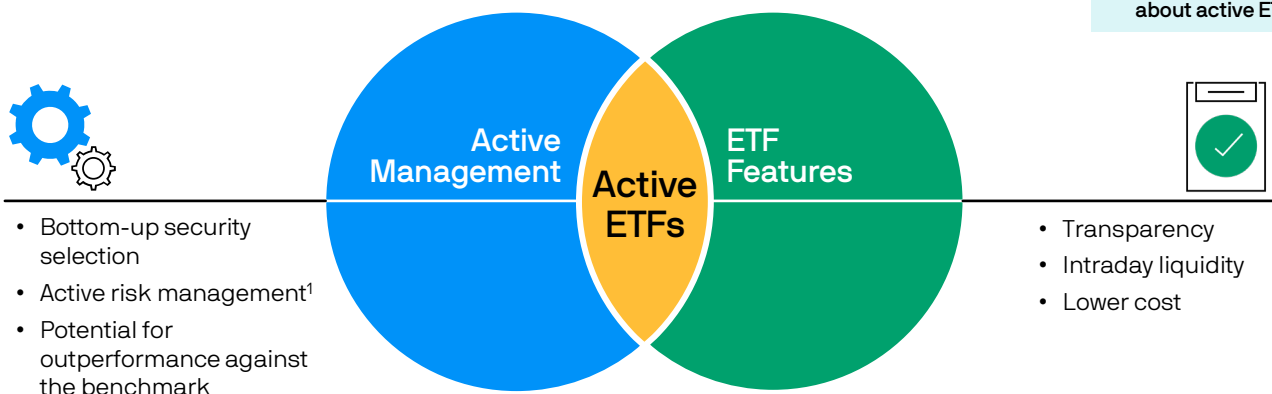 about active E
Active
Management
ETF
Features
Active
ETFs
• Bottom-up security
selection
• Active risk management¹
• Potential for
outperformance against
the benchmark
• Transparency
• Intraday liquidity
• Lower cost